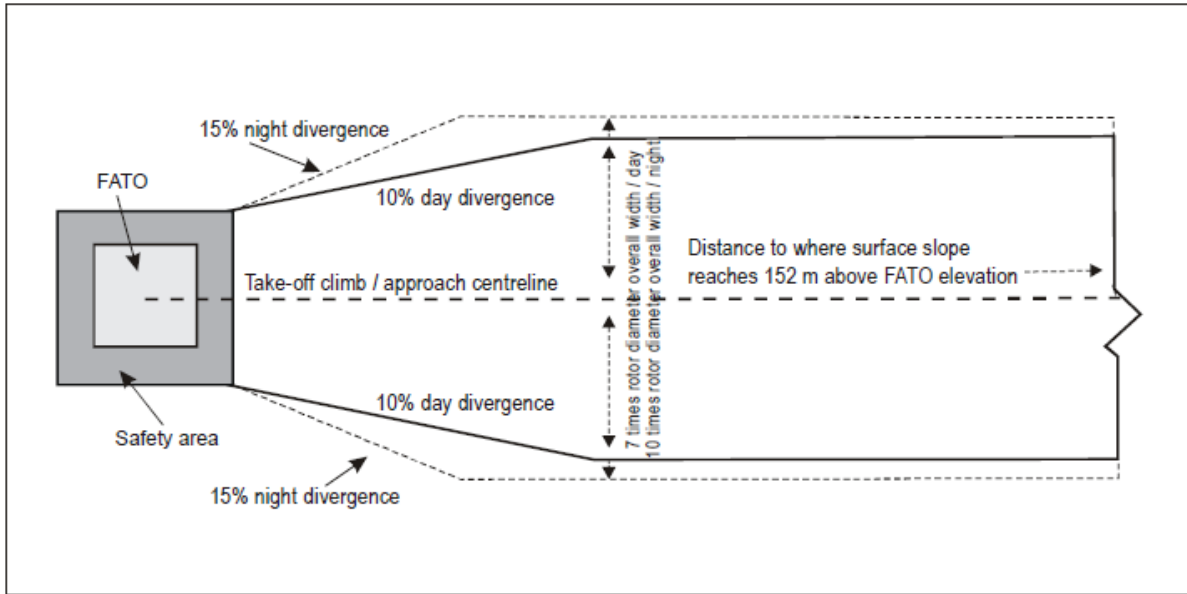 15% night divergence
FATO
10% day divergence
7 times rotor diameter overall width / day
10 times rotor diameter overall width / night
Distance to where surface slope
reaches 152 m above FATO elevation
Take-off climb / approach centreline
10% day divergence
Safety area
15% night divergence